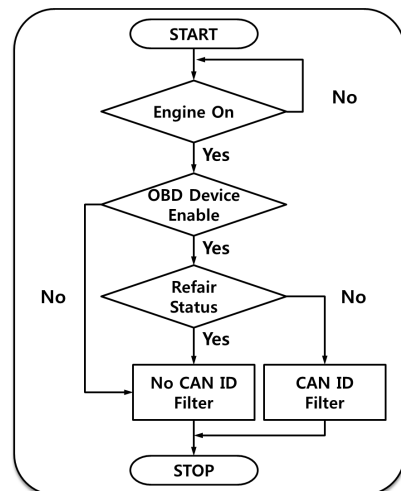 START
Engine On
No
Yes
OBD Device
Enable
Yes
No
Refair
Status
No
Yes
No CAN ID
Filter
CAN ID
Filter
STOP